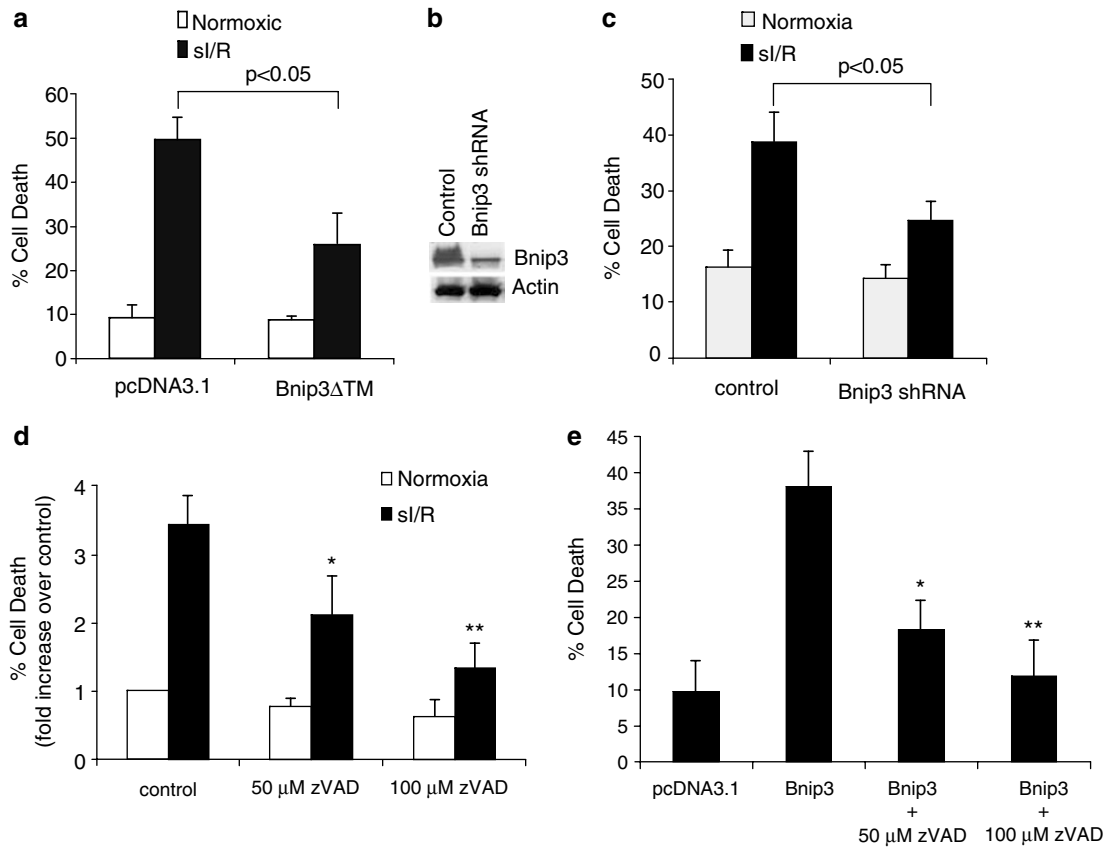 a
Normoxic
sI/R
p<0.05
% Cell Death
60
50
40
30
20
10
0
pcDNA3.1
Bnip3ΔTM
b
Control
Bnip3 shRNA
Bnip3
Actin
c
Normoxia
sI/R
p<0.05
% Cell Death
50
40
30
20
10
0
control
Bnip3 shRNA
d
Normoxia
sI/R
% Cell Death
(fold increase over control)
4
3
2
1
0
*
**
control
50 μM zVAD
100 μM zVAD
e
% Cell Death
45
40
35
30
25
20
15
10
5
0
*
**
pcDNA3.1
Bnip3
Bnip3
+
50 μM zVAD
Bnip3
+
100 μM zVAD